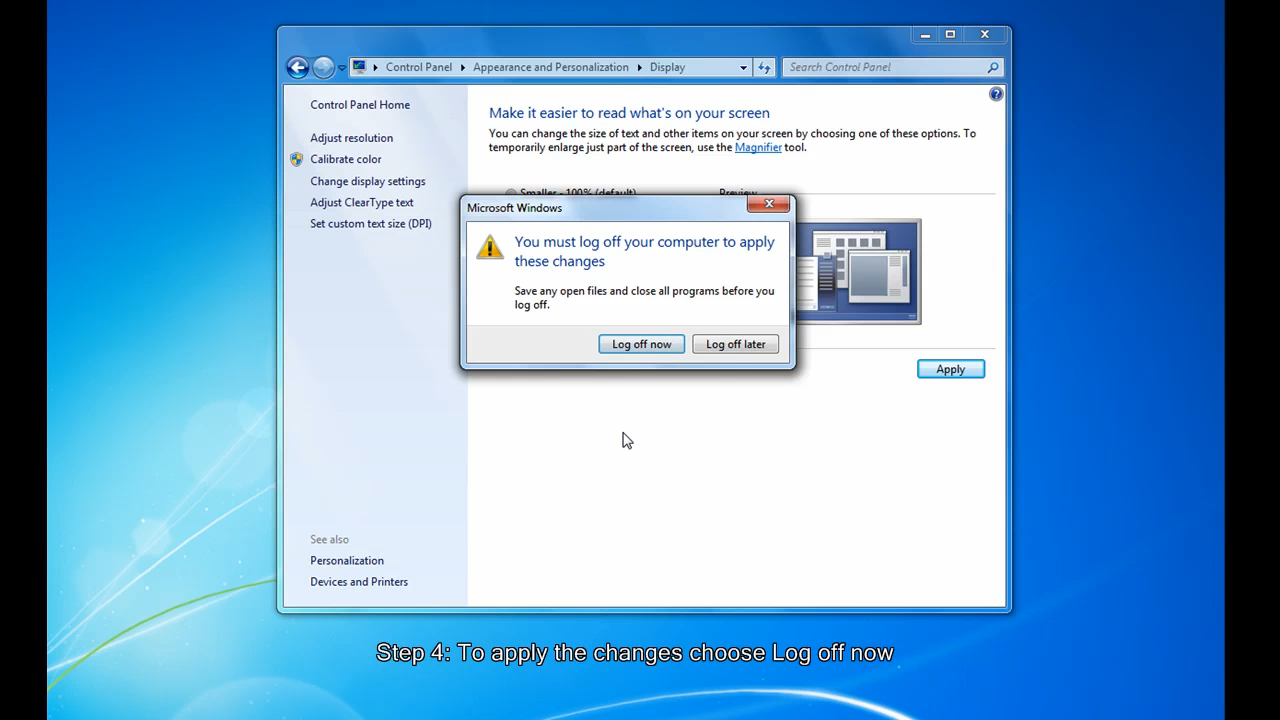 Control Panel Appearance and Personalization Display
Search Control Panel
Control Panel Home
Adjust resolution
Calibrate color
Change display settings
Adjust ClearType text
Set custom text size (DPI)
Make it easier to read what's on your screen
You can change the size of text and other items on your screen by choosing one of these options. To
temporarily enlarge just part of the screen, use the Magnifier tool.
Smaller - 100% (default)
Preview
Microsoft Windows
You must log off your computer to apply
these changes
Save any open files and close all programs before you
log off.
Log off now
Log off later
Apply
See also
Personalization
Devices and Printers
Step 4: To apply the changes choose Log off now